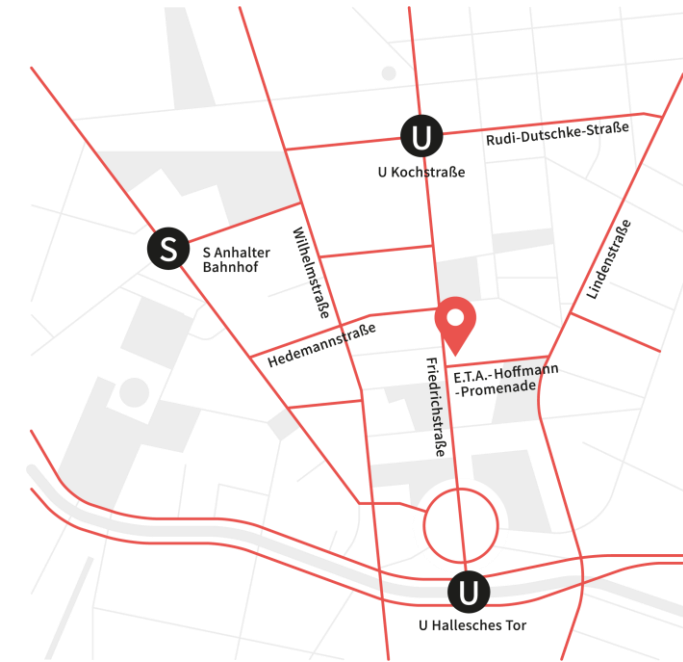 U
Rudi-Dutschke-Straße
U Kochstraße
S
S Anhalter
Bahnhof
Wilhelmstraße
Lindenstraße
Hedemannstraße
Friedrichstraße
E.T.A.-Hoffmann
-Promenade
U
U Hallesches Tor